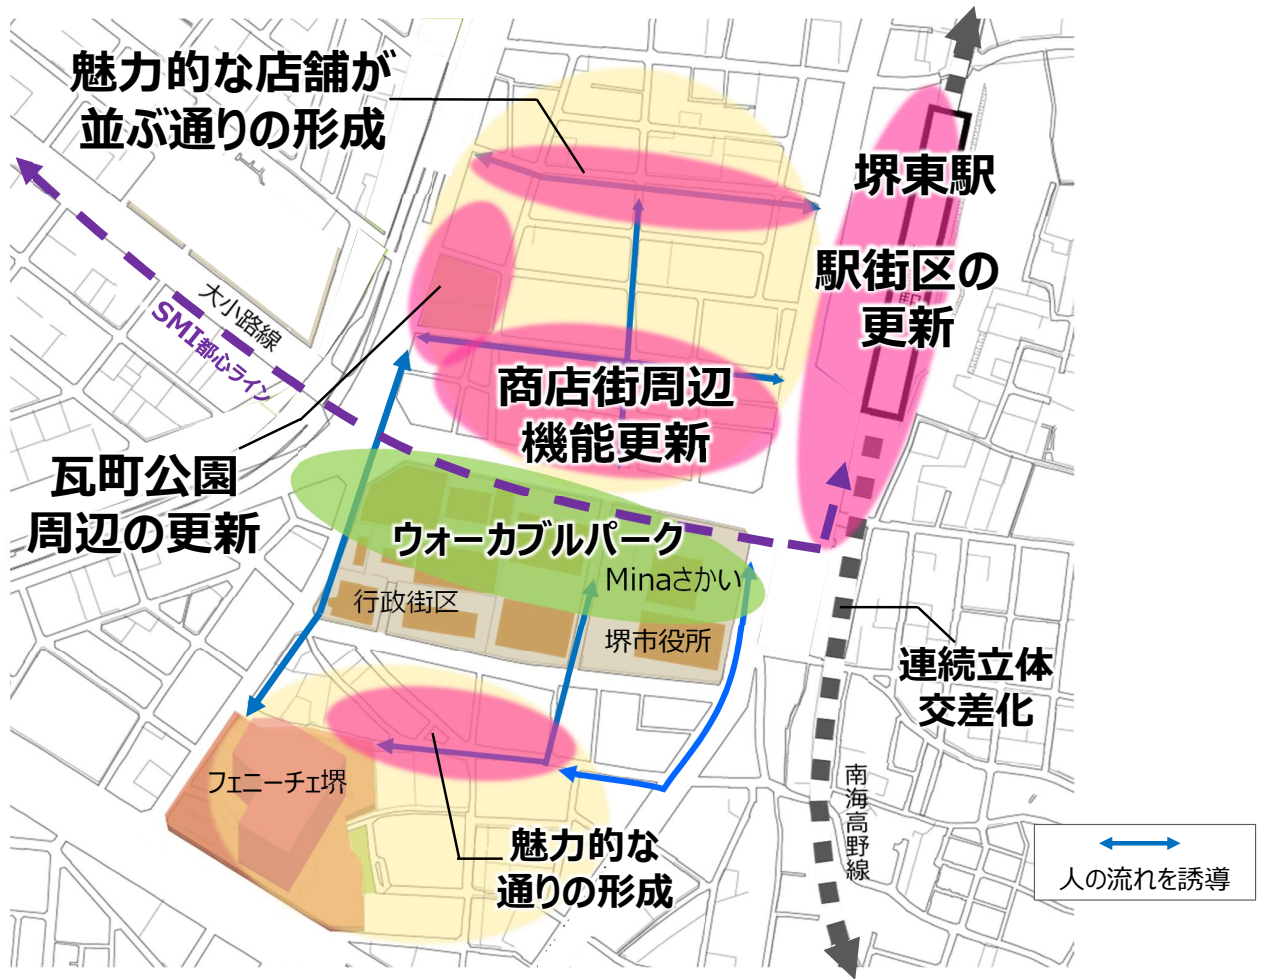 魅力的な店舗が
並ぶ通りの形成
堺東駅
駅街区の
更新
大小路線
SMI都心ライン
商店街周辺
機能更新
瓦町公園
周辺の更新
ウォーカブルパーク
Minaさかい
行政街区
堺市役所
連続立体
交差化
フェニーチェ堺
南海高野線
魅力的な
通りの形成
人の流れを誘導